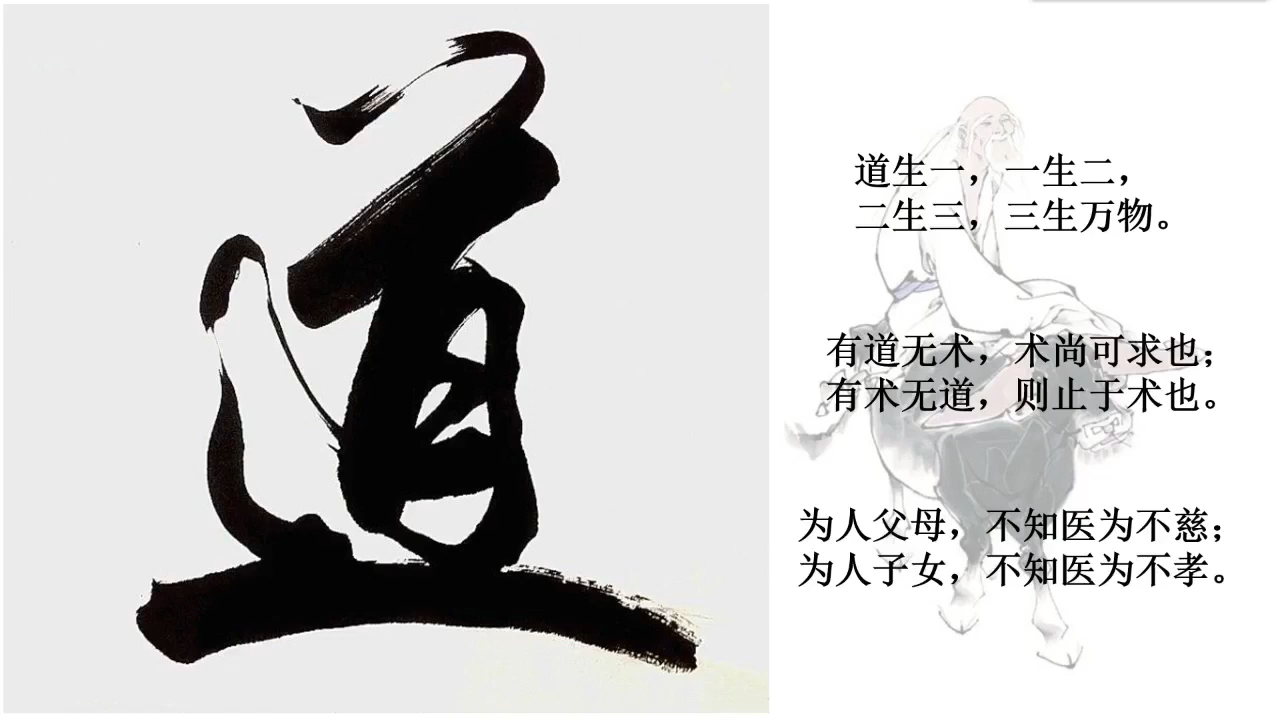 道
道生一，一生二，
二生三，三生万物。
有道无术，术尚可求也；
有术无道，则止于术也。
为人父母，不知医为不慈；
为人子女，不知医为不孝。